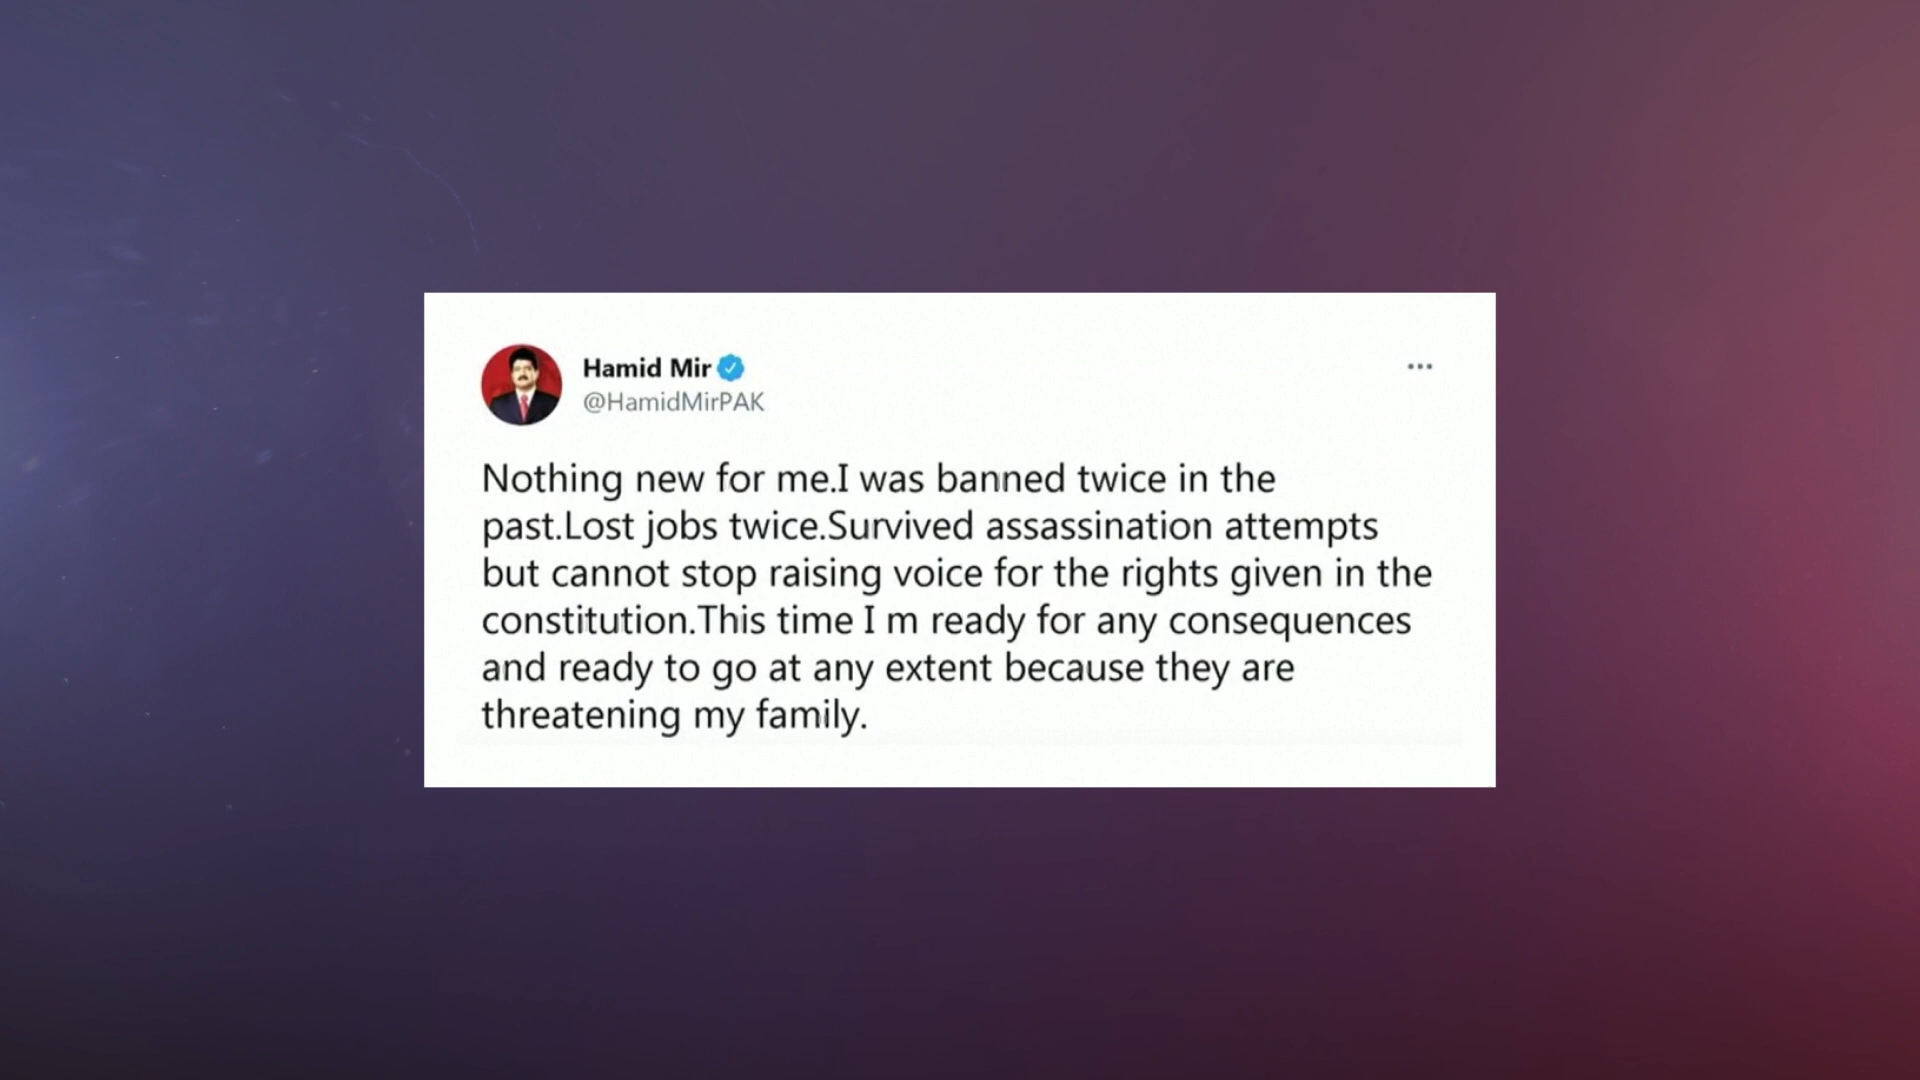 Hamid Mir
@HamidMirPAK
Nothing new for me.I was banned twice in the
past.Lost jobs twice.Survived assassination attempts
but cannot stop raising voice for the rights given in the
constitution.This time I m ready for any consequences
and ready to go at any extent because they are
threatening my family.